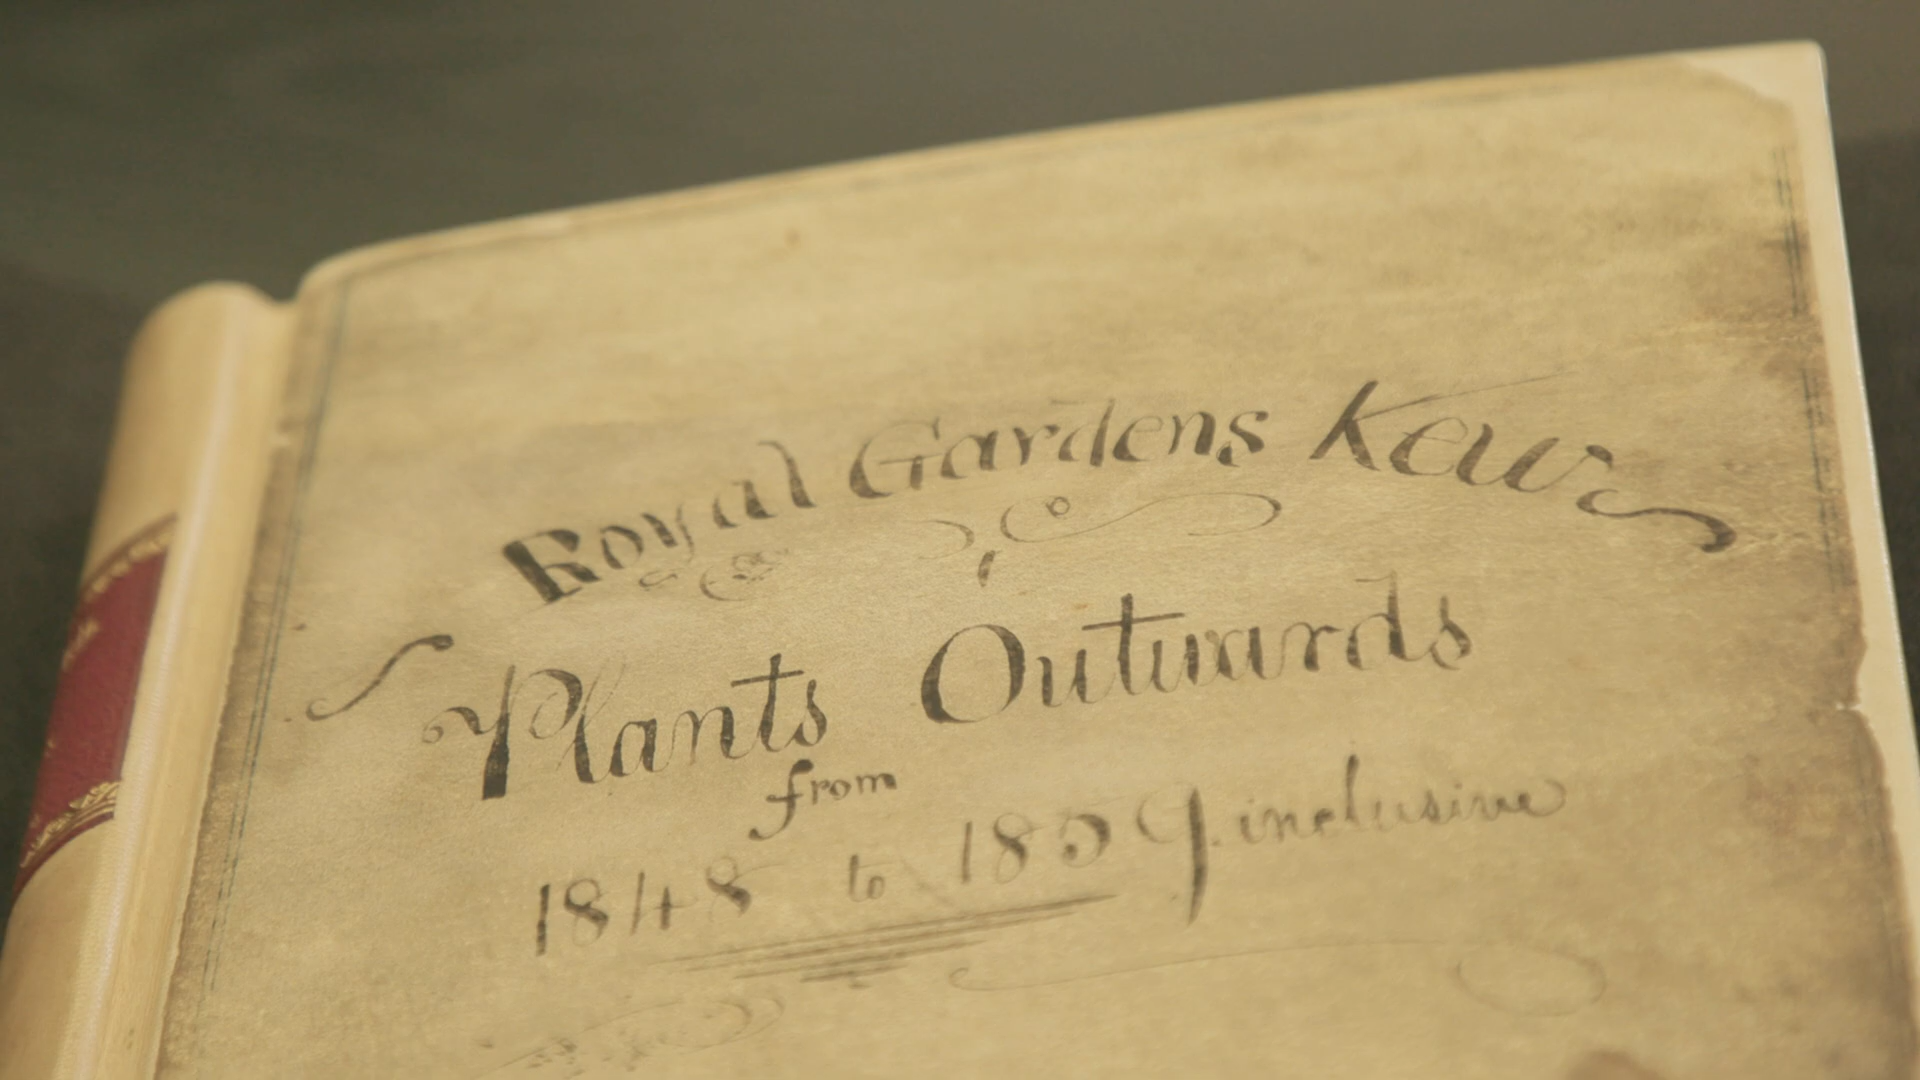 Royal Gardens Kew
Plants Outwards
from
1848 to 1859. inclusive